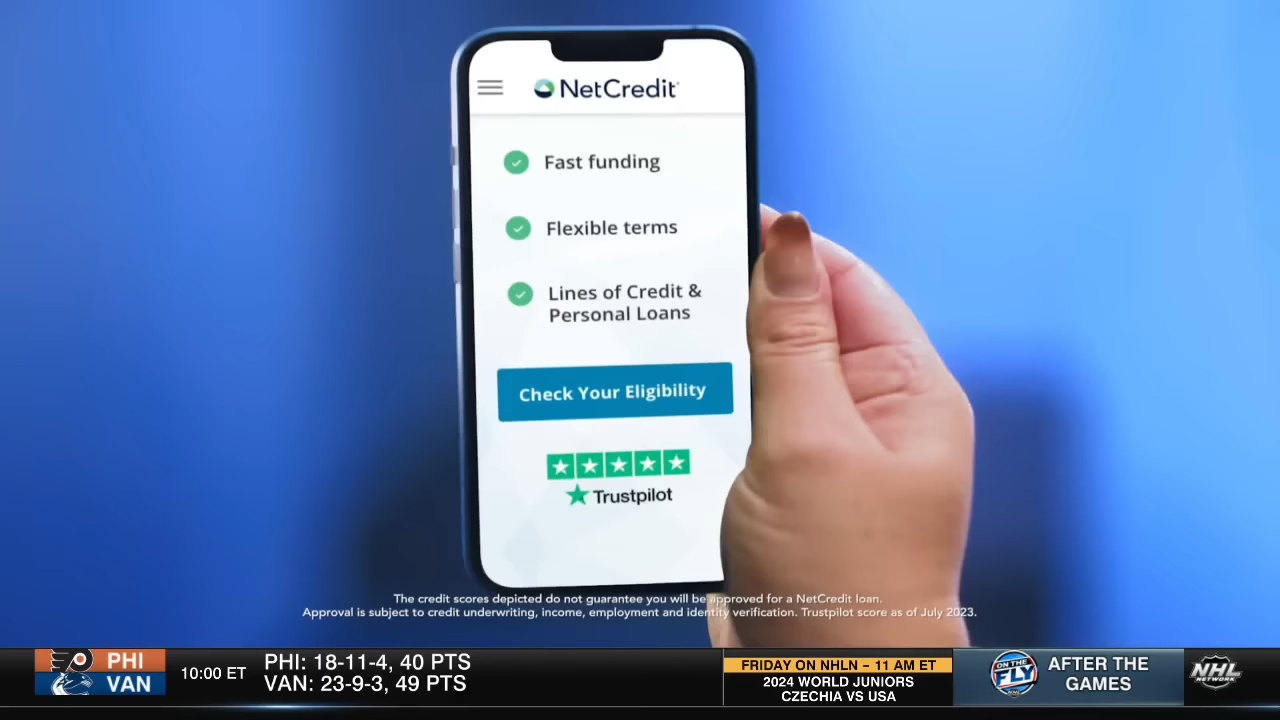 NetCredit
Fast funding
Flexible terms
Lines of Credit &
Personal Loans
Check Your Eligibility
Trustpilot
The credit scores depicted do not guarantee you will be approved for a NetCredit loan.
Approval is subject to credit underwriting, income, employment and identity verification. Trustpilot score as of July 2023.
PHI
VAN
10:00 ET
PHI: 18-11-4, 40 PTS
VAN: 23-9-3, 49 PTS
FRIDAY ON NHLN – 11 AM ET
2024 WORLD JUNIORS
CZECHIA VS USA
ON THE
FLY
AFTER THE
GAMES
NHL
NETWORK